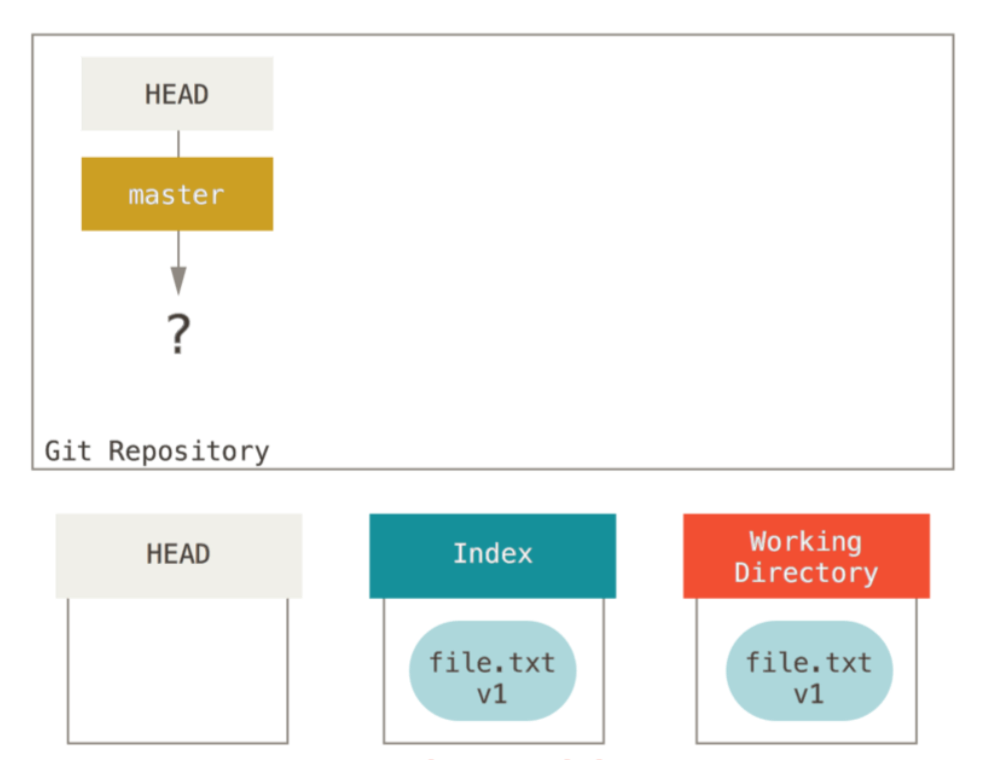 HEAD
master
?
Git Repository
HEAD
Index
Working
Directory
file.txt
v1
file.txt
v1